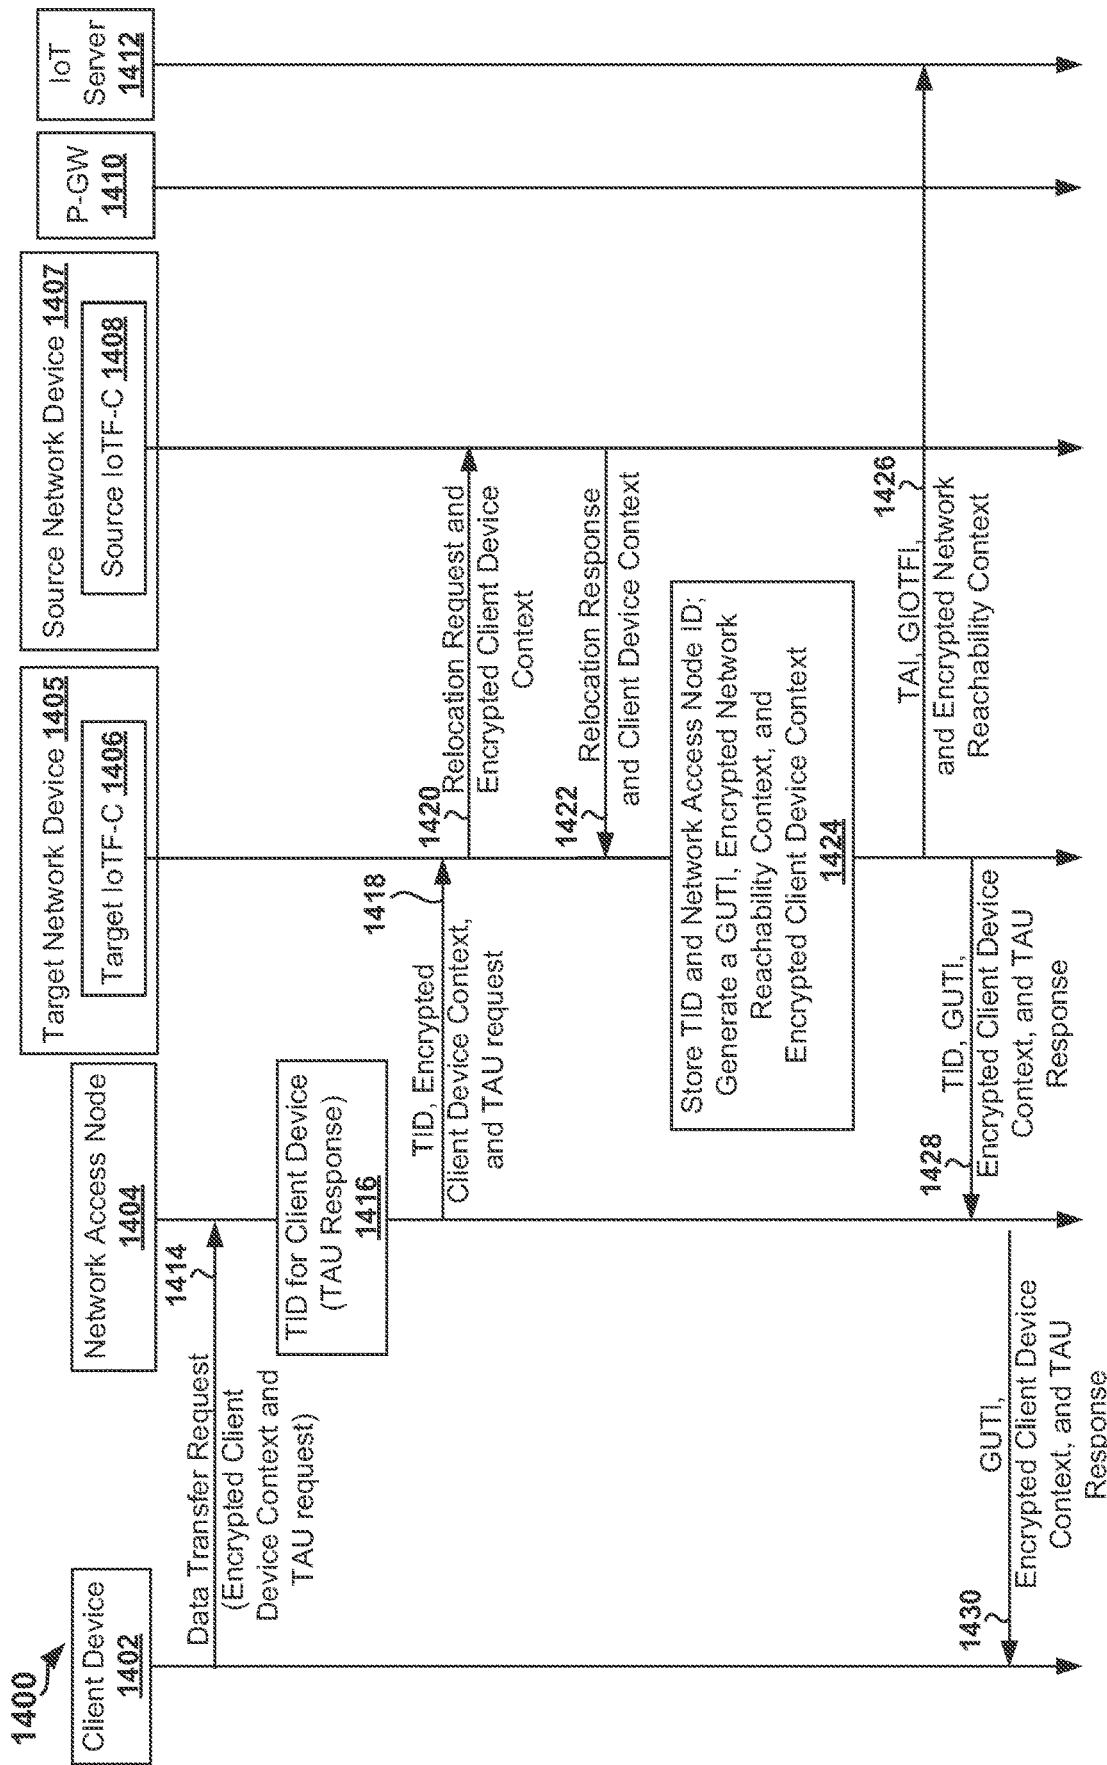 1400
Client Device
1402
Network Access Node
1404
Target Network Device 1405
Target IoTF-C 1406
Source Network Device 1407
Source IoTF-C 1408
P-GW
1410
IoT
Server
1412
1414
Data Transfer Request
(Encrypted Client
Device Context and
TAU request)
TID for Client Device
(TAU Response)
1416
1418
TID, Encrypted
Client Device Context,
and TAU request
1420
Relocation Request and
Encrypted Client Device
Context
1422
Relocation Response
and Client Device Context
Store TID and Network Access Node ID;
Generate a GUTI, Encrypted Network
Reachability Context, and
Encrypted Client Device Context
1424
1426
TAI, GIOTFI,
and Encrypted Network
Reachability Context
1428
TID, GUTI,
Encrypted Client Device
Context, and TAU
Response
1430
GUTI,
Encrypted Client Device
Context, and TAU
Response